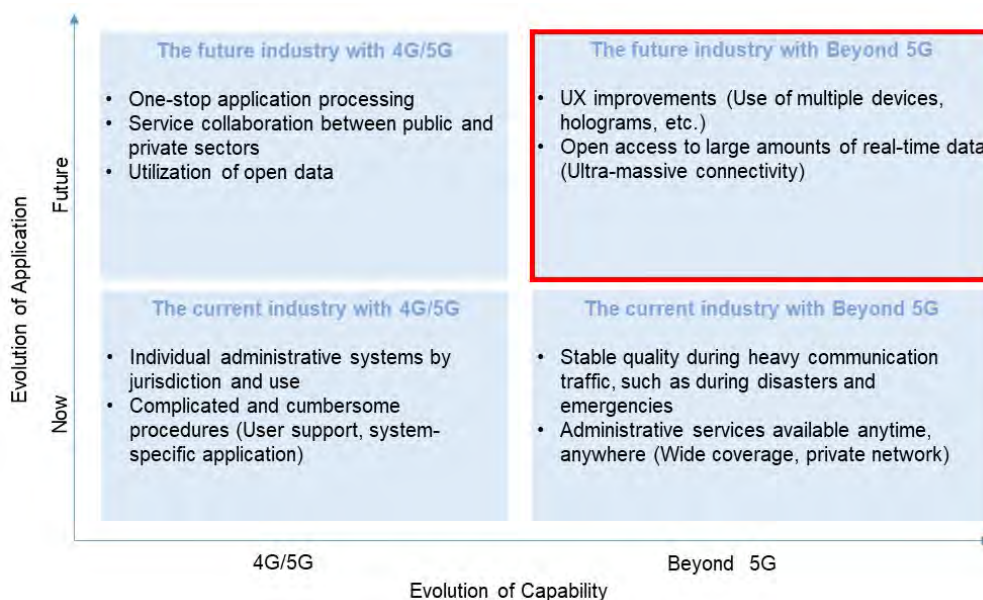 The future industry with 4G/5G
• One-stop application processing
• Service collaboration between public and
private sectors
• Utilization of open data
The future industry with Beyond 5G
• UX improvements (Use of multiple devices,
holograms, etc.)
• Open access to large amounts of real-time data
(Ultra-massive connectivity)
The current industry with 4G/5G
• Individual administrative systems by
jurisdiction and use
• Complicated and cumbersome
procedures (User support, system-
specific application)
The current industry with Beyond 5G
• Stable quality during heavy communication
traffic, such as during disasters and
emergencies
• Administrative services available anytime,
anywhere (Wide coverage, private network)
Evolution of Application
Future
Now
4G/5G
Beyond 5G
Evolution of Capability